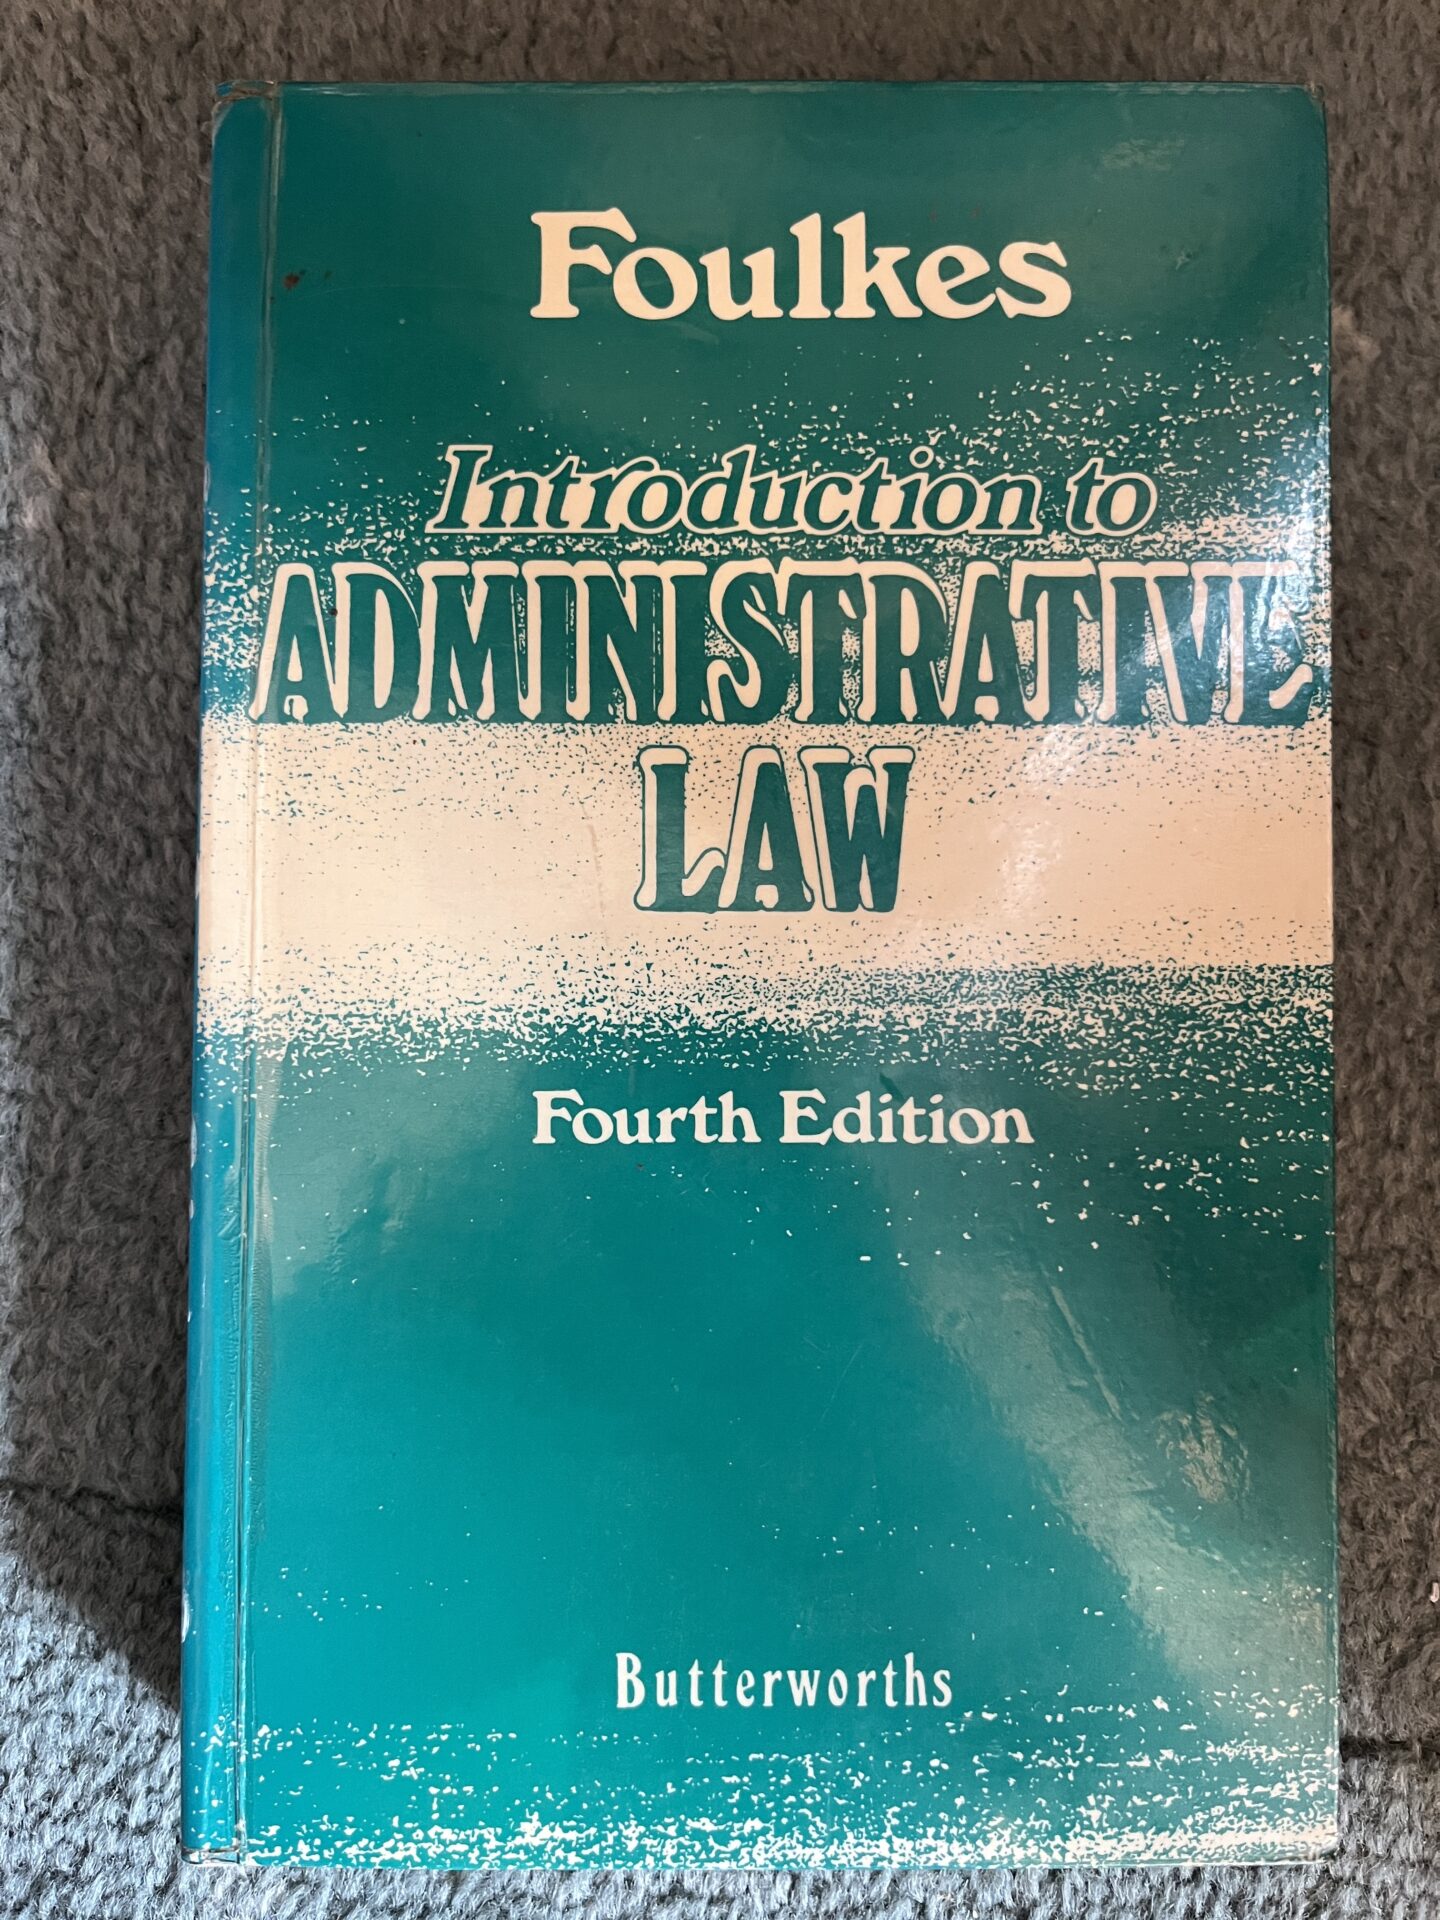 Foulkes
Introduction to
ADMINISTRATIVE
LAW
Fourth Edition
Butterworths